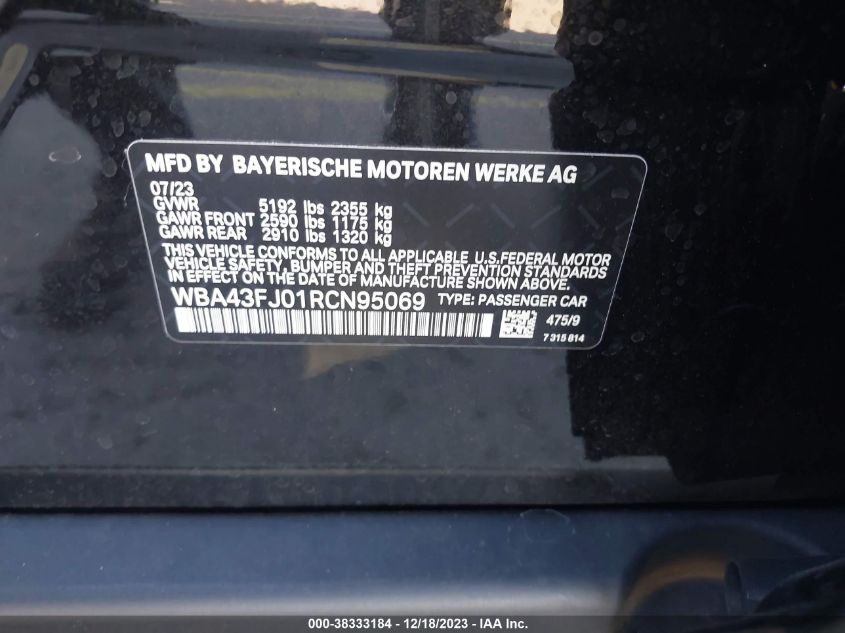 MFD BY BAYERISCHE MOTOREN WERKE AG
07/23
GVWR 5192 lbs 2355 kg
GAWR FRONT 2590 lbs 1175 kg
GAWR REAR 2910 lbs 1320 kg
THIS VEHICLE CONFORMS TO ALL APPLICABLE U.S.FEDERAL MOTOR
VEHICLE SAFETY, BUMPER AND THEFT PREVENTION STANDARDS
IN EFFECT ON THE DATE OF MANUFACTURE SHOWN ABOVE.
WBA43FJ01RCN95069 TYPE: PASSENGER CAR
475/9
7 315 814
000-38333184 - 12/18/2023 - IAA Inc.